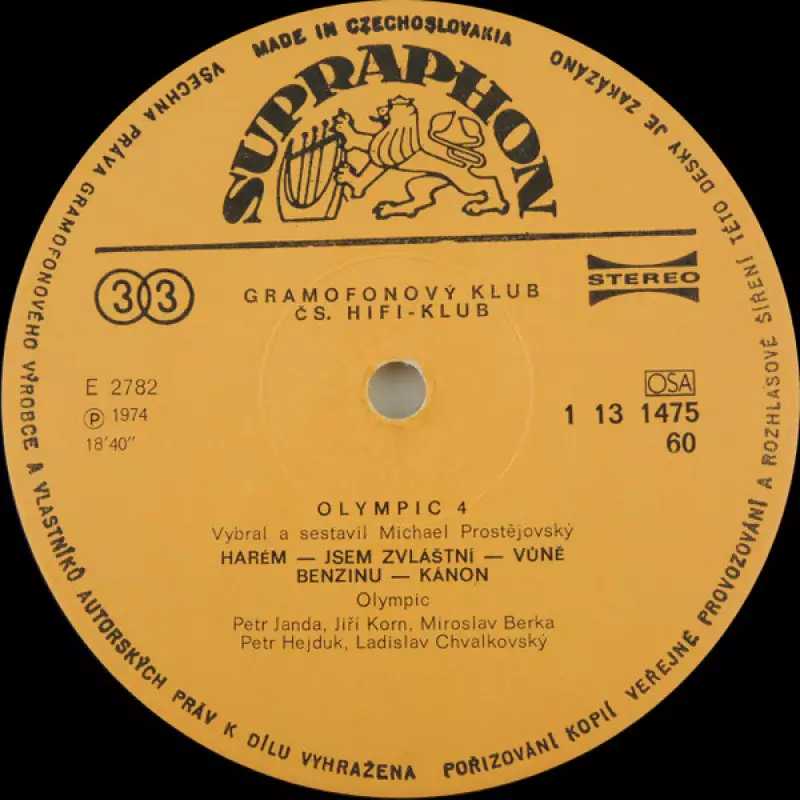 MADE IN CZECHOSLOVAKIA
SUPRAPHON
33
GRAMOFONOVÝ KLUB
ČS. HIFI-KLUB
STEREO
E 2782
Ⓟ 1974
18'40"
OSA
1 13 1475
60
OLYMPIC 4
Vybral a sestavil Michael Prostějovský
HARÉM — JSEM ZVLÁŠTNÍ — VŮNĚ
BENZINU — KÁNON
Olympic
Petr Janda, Jiří Korn, Miroslav Berka
Petr Hejduk, Ladislav Chvalkovský
VŠECHNA PRÁVA GRAMOFONOVÉHO VÝROBCE A VLASTNÍKŮ AUTORSKÝCH PRÁV K DÍLU VYHRAŽENA
POŘIZOVÁNÍ KOPIÍ VEŘEJNÉ PROVOZOVÁNÍ A ROZHLASOVÉ ŠÍŘENÍ TÉTO DESKY JE ZAKÁZÁNO